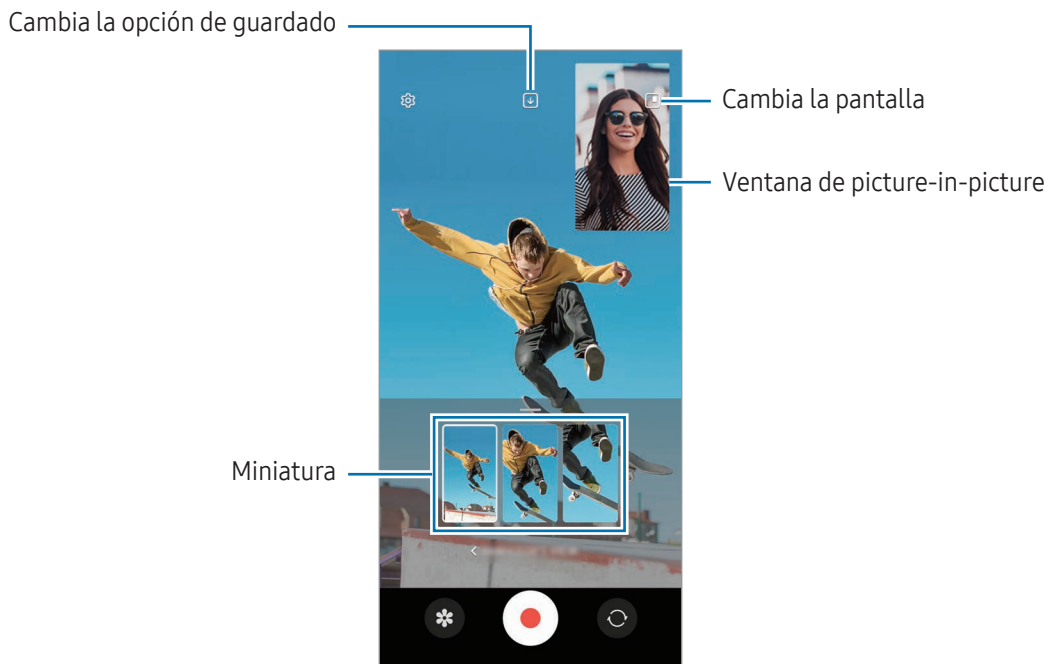 Cambia la opción de guardado
Cambia la pantalla
Ventana de picture-in-picture
Miniatura